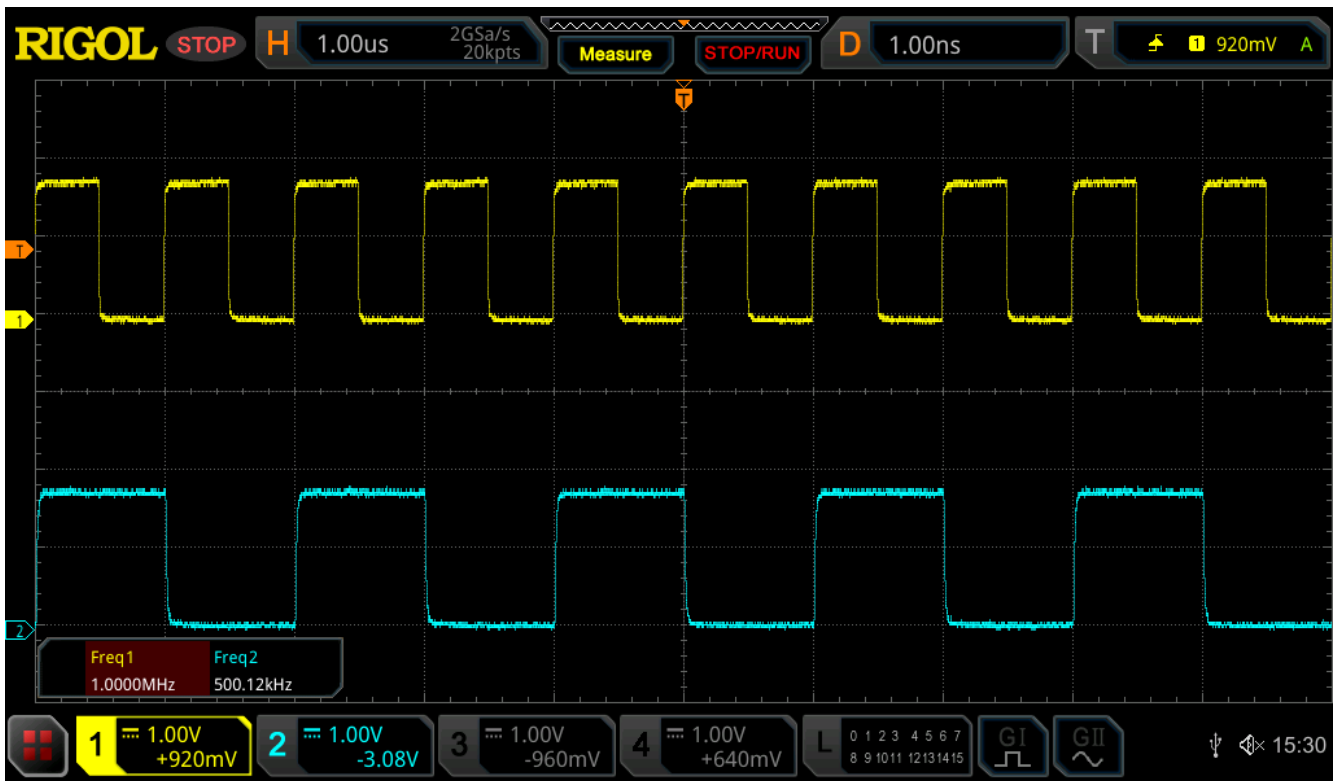 RIGOL STOP H 1.00us 2GSa/s 20kpts Measure STOP/RUN D 1.00ns T 1 920mV A
T
T
1
2
Freq1 Freq2
1.0000MHz 500.12kHz
1 1.00V +920mV 2 1.00V -3.08V 3 1.00V -960mV 4 1.00V +640mV L 0 1 2 3 4 5 6 7 GI GII 15:30
8 9 10 11 12 13 14 15